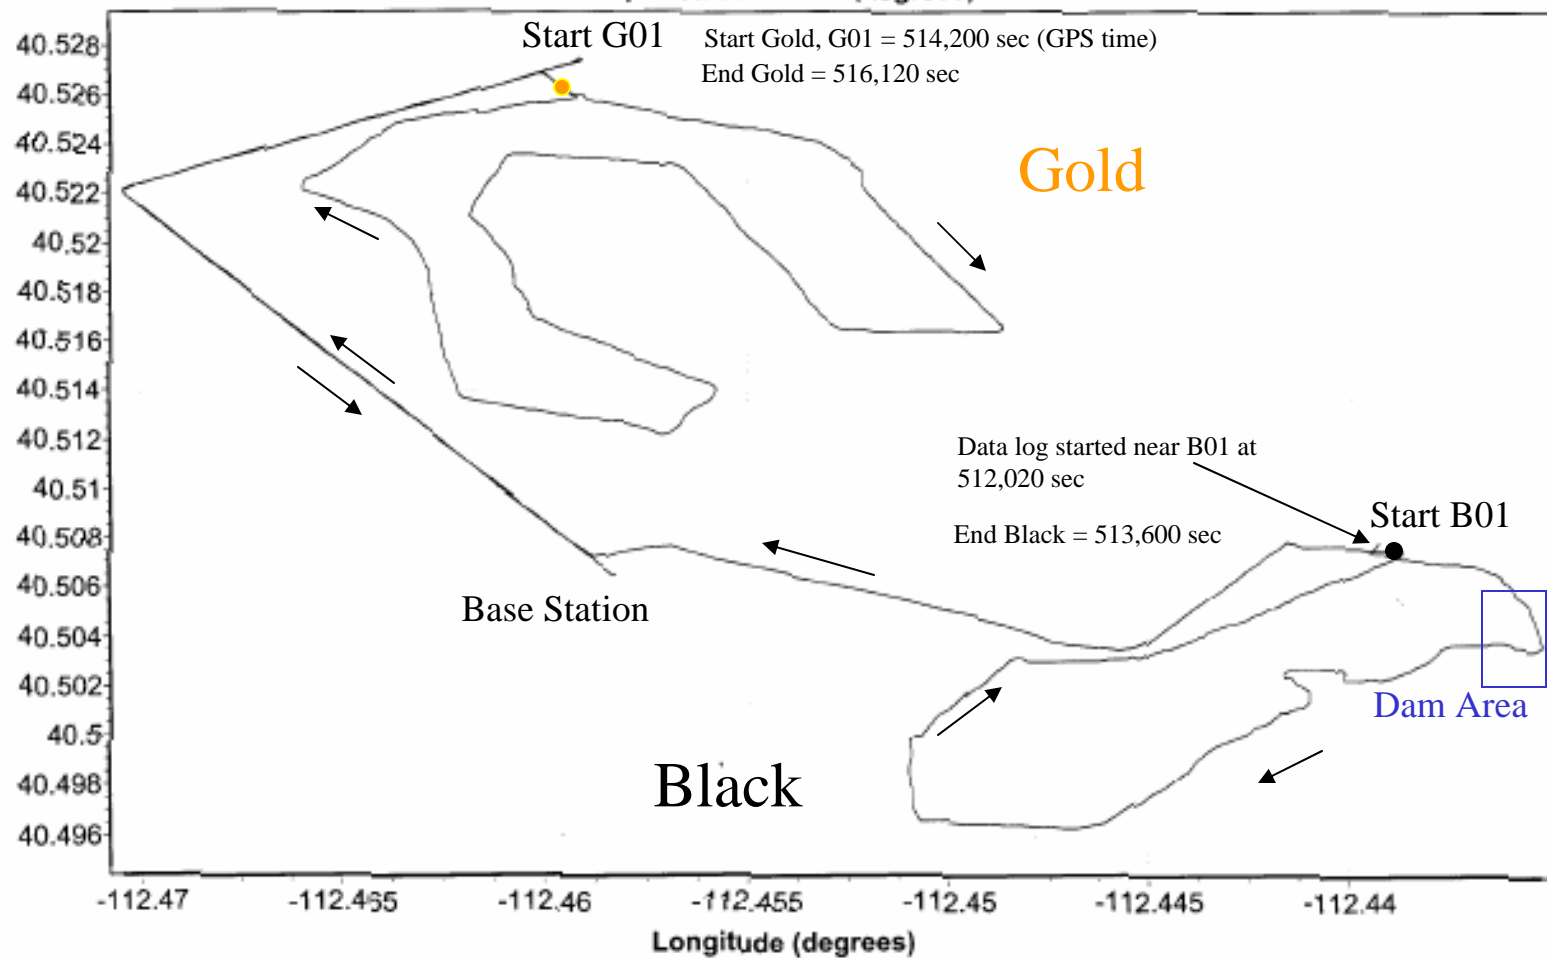 40.528
Start G01
Start Gold, G01 = 514,200 sec (GPS time)
End Gold = 516,120 sec
40.526
40.524
Gold
40.522
40.52
40.518
40.516
40.514
40.512
Data log started near B01 at
512,020 sec
40.51
Start B01
End Black = 513,600 sec
40.508
40.506
Base Station
40.504
40.502
Dam Area
40.5
Black
40.498
40.496
-112.47 -112.465 -112.46 -112.455 -112.45 -112.445 -112.44
Longitude (degrees)